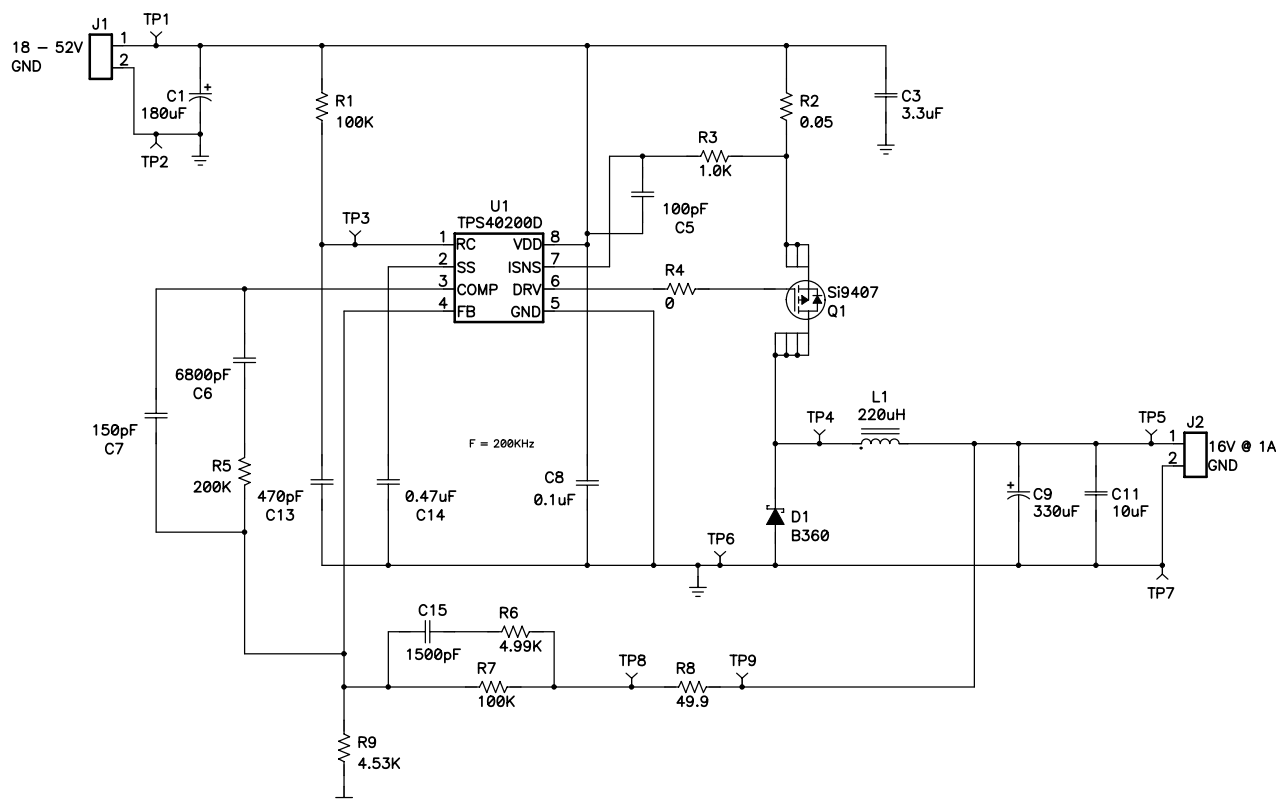 J1
TP1
18 – 52V
GND
1
2
C1
180uF
TP2
R1
100K
R2
0.05
C3
3.3uF
R3
1.0K
100pF
C5
U1
TPS40200D
TP3
1 RC VDD 8
2 SS ISNS 7
3 COMP DRV 6
4 FB GND 5
R4
0
Si9407
Q1
6800pF
C6
150pF
C7
R5
200K
470pF
C13
0.47uF
C14
F = 200KHz
C8
0.1uF
TP4
L1
220uH
TP5
J2
1
2
16V @ 1A
GND
D1
B360
C9
330uF
C11
10uF
TP6
TP7
C15
1500pF
R6
4.99K
R7
100K
TP8
R8
49.9
TP9
R9
4.53K